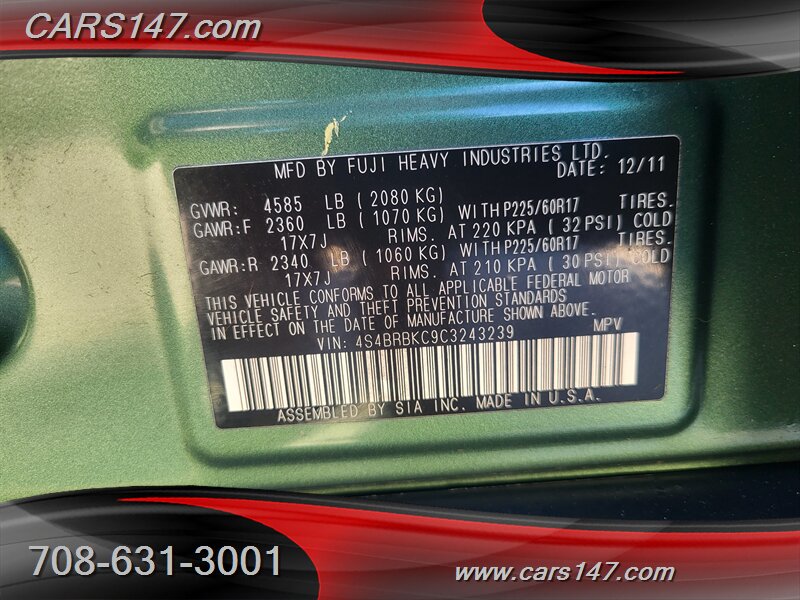 CARS147.com
MFD BY FUJI HEAVY INDUSTRIES LTD.
DATE: 12/11
GVWR: 4585 LB (2080 KG)
GAWR:F 2360 LB (1070 KG) WITH P225/60R17 TIRES.
17X7J RIMS. AT 220 KPA (32 PSI) COLD
GAWR:R 2340 LB (1060 KG) WITH P225/60R17 TIRES.
17X7J RIMS. AT 210 KPA (30 PSI) COLD
THIS VEHICLE CONFORMS TO ALL APPLICABLE FEDERAL MOTOR
VEHICLE SAFETY AND THEFT PREVENTION STANDARDS
IN EFFECT ON THE DATE OF MANUFACTURE SHOWN ABOVE.
VIN: 4S4BRBKC9C3243239 MPV
ASSEMBLED BY SIA INC. MADE IN U.S.A.
708-631-3001
www.cars147.com